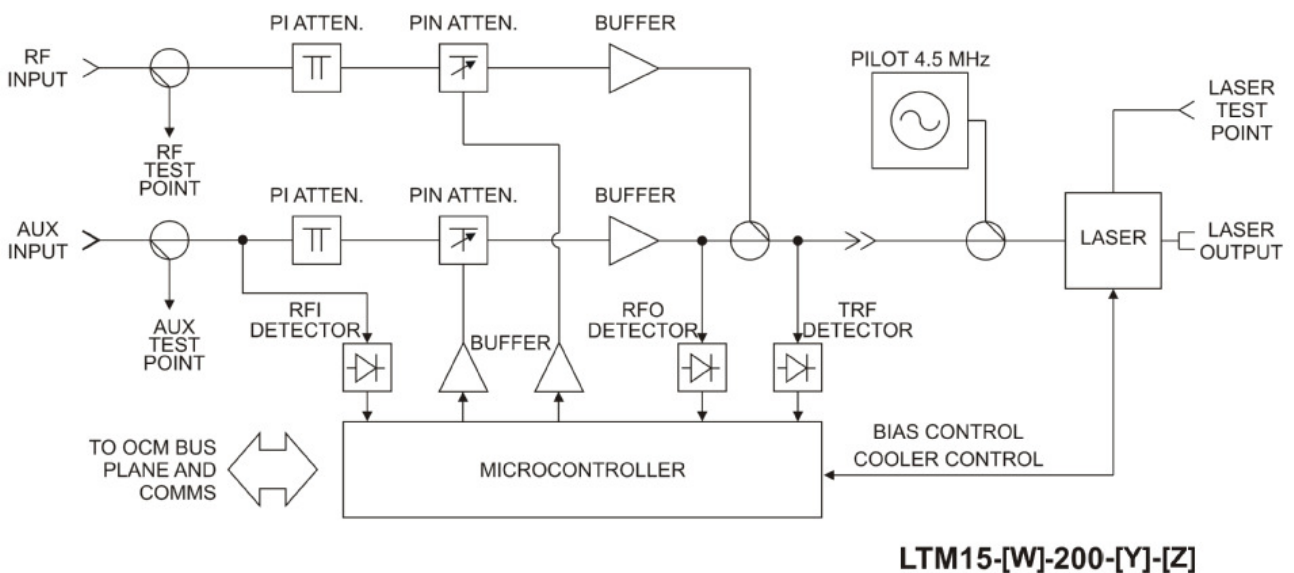 PI ATTEN.
PIN ATTEN.
BUFFER
RF
INPUT
PILOT 4.5 MHz
LASER
TEST
POINT
RF
TEST
POINT
PI ATTEN.
PIN ATTEN.
BUFFER
AUX
INPUT
LASER
LASER
OUTPUT
AUX
TEST
POINT
RFI
DETECTOR
BUFFER
RFO
DETECTOR
TRF
DETECTOR
TO OCM BUS
PLANE AND
COMMS
MICROCONTROLLER
BIAS CONTROL
COOLER CONTROL
LTM15-[W]-200-[Y]-[Z]